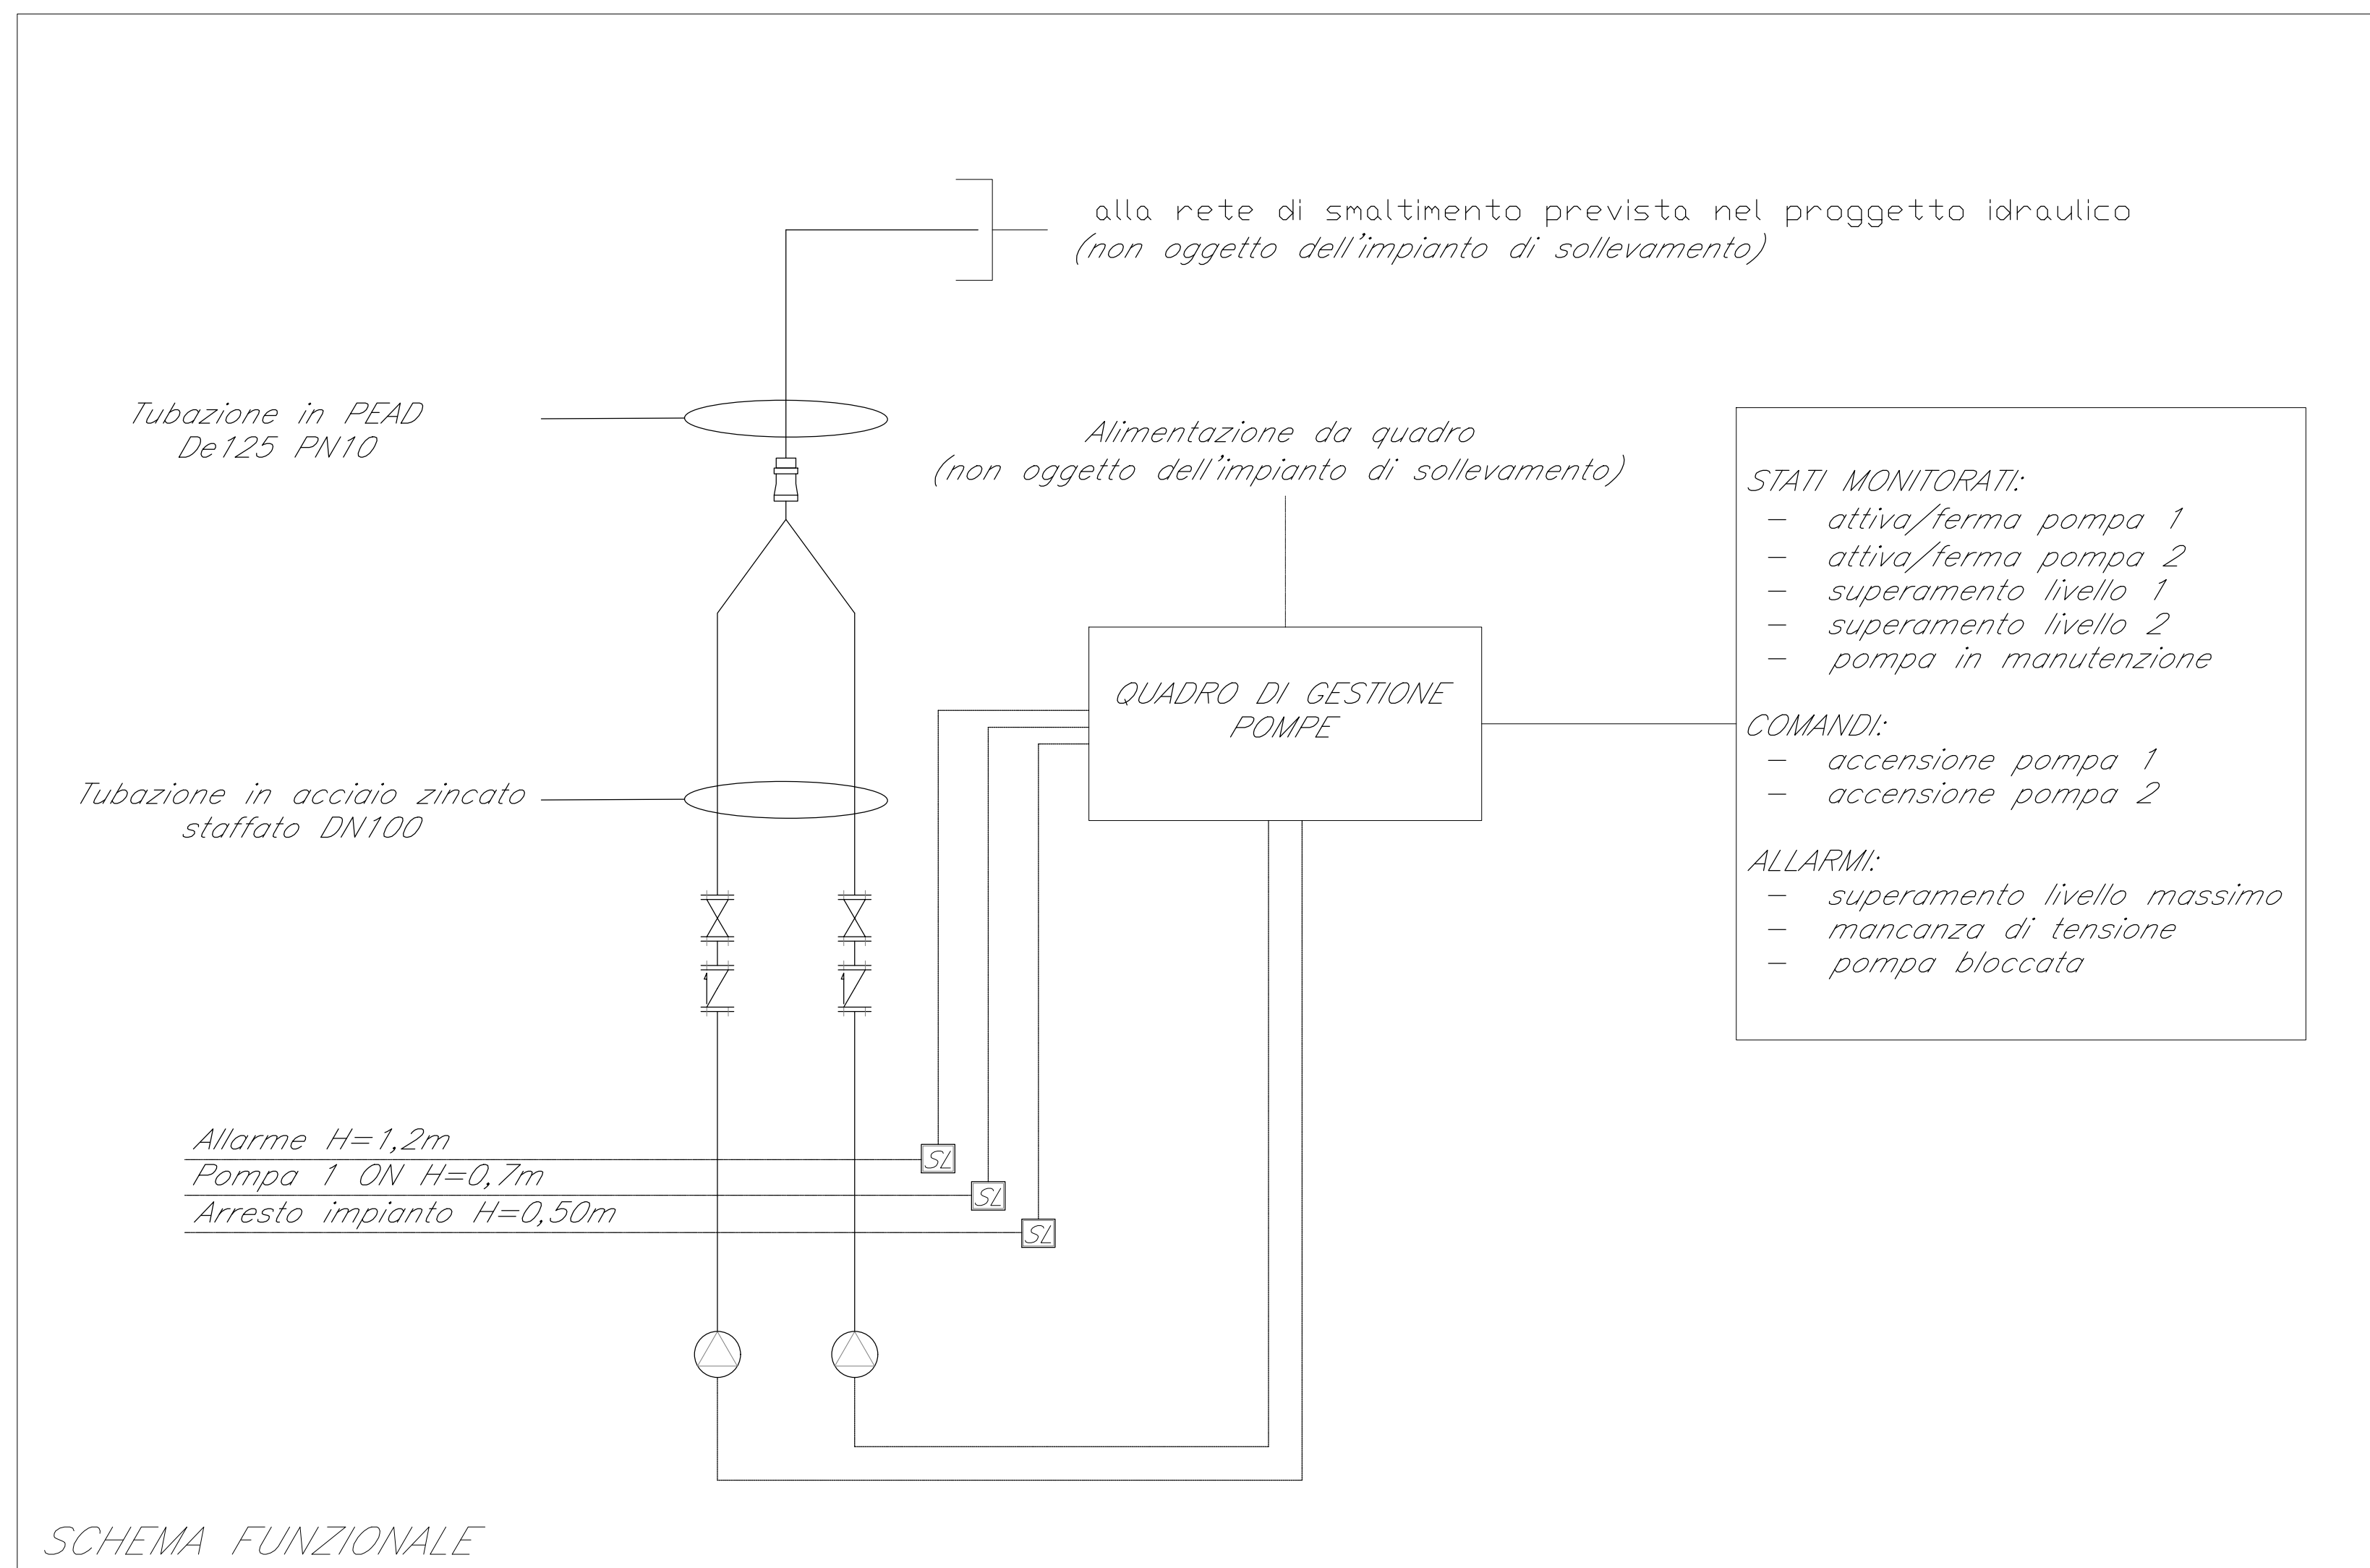 alla rete di smaltimento prevista nel proggetto idraulico
(non oggetto dell'impianto di sollevamento)
Tubazione in PEAD
De125 PN10
Alimentazione da quadro
(non oggetto dell'impianto di sollevamento)
STATI MONITORATI:
- attiva/ferma pompa 1
- attiva/ferma pompa 2
- superamento livello 1
- superamento livello 2
- pompa in manutenzione
COMANDI:
- accensione pompa 1
- accensione pompa 2
ALLARMI:
- superamento livello massimo
- mancanza di tensione
- pompa bloccata
QUADRO DI GESTIONE
POMPE
Tubazione in acciaio zincato
staffato DN100
Allarme H=1,2m
SL
Pompa 1 ON H=0,7m
SL
Arresto impianto H=0,50m
SL
SCHEMA FUNZIONALE